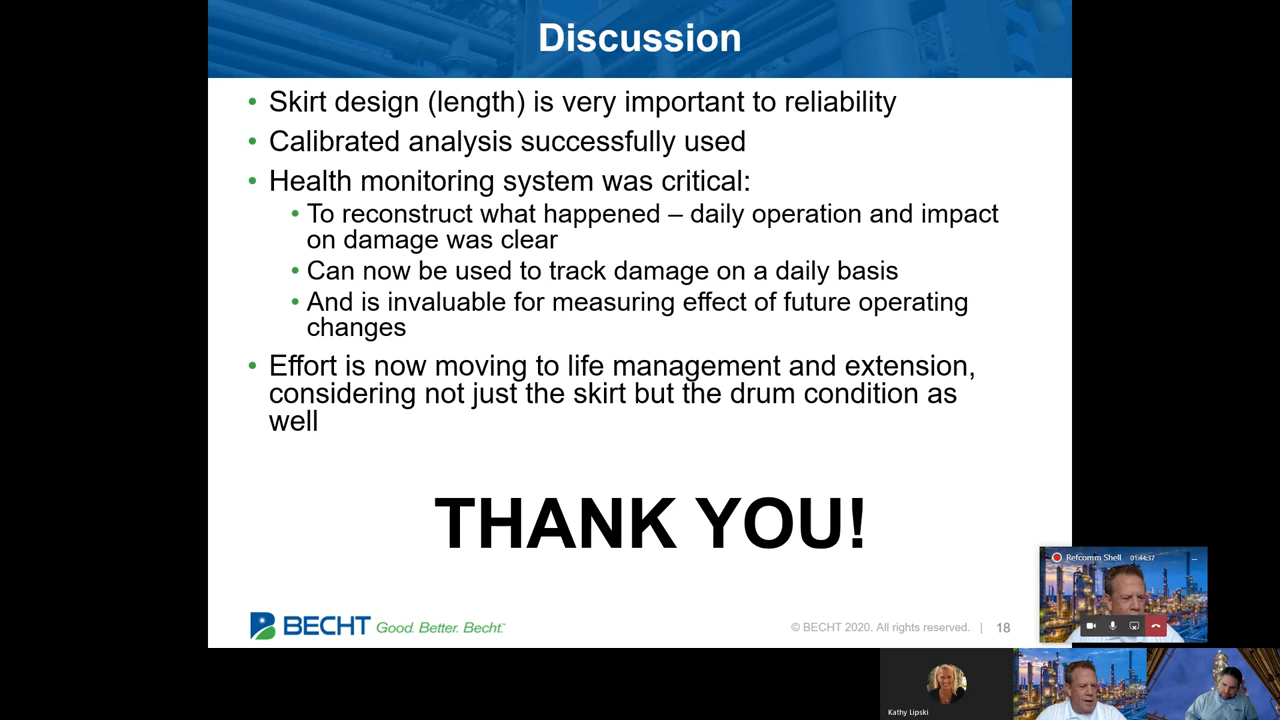 Discussion
• Skirt design (length) is very important to reliability
• Calibrated analysis successfully used
• Health monitoring system was critical:
• To reconstruct what happened – daily operation and impact
on damage was clear
• Can now be used to track damage on a daily basis
• And is invaluable for measuring effect of future operating
changes
• Effort is now moving to life management and extension,
considering not just the skirt but the drum condition as
well
THANK YOU!
Refcomm Shell 01:44:37
BECHT Good. Better. Becht.™
© BECHT 2020. All rights reserved. | 18
Kathy Lipski